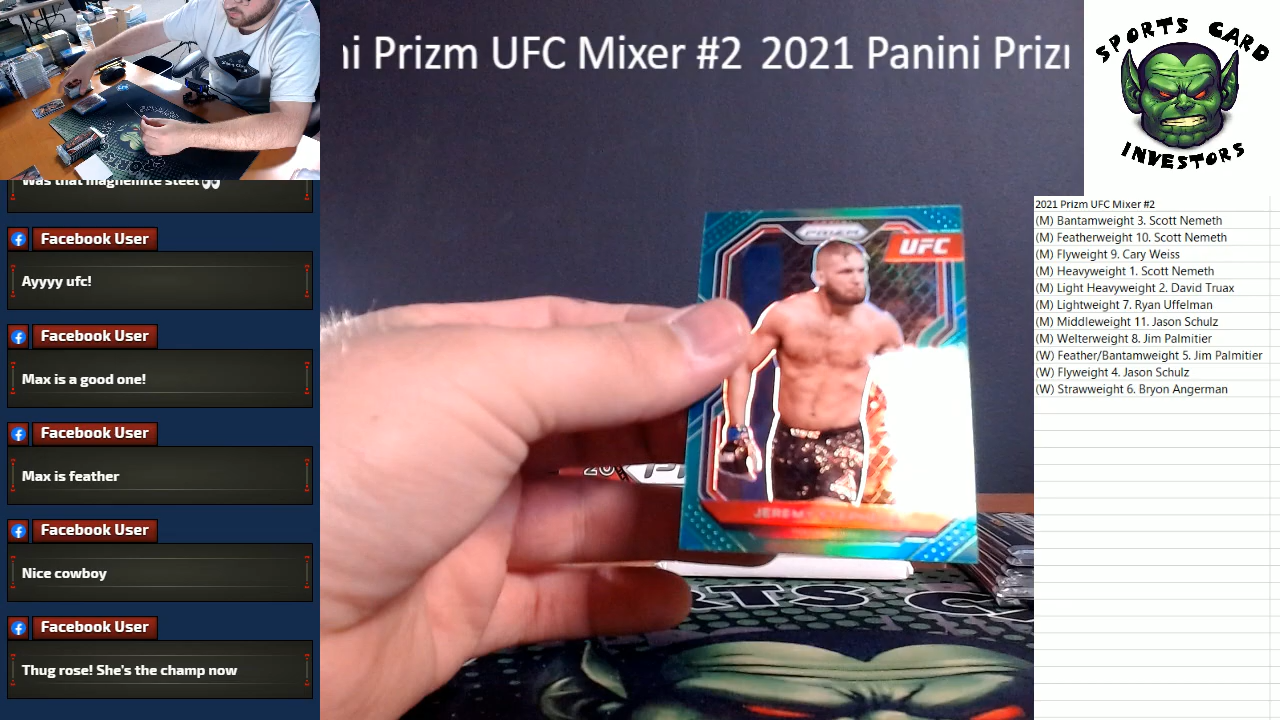 ni Prizm UFC Mixer #2 2021 Panini Prizm
SPORTS CARD
INVESTORS
Was that magnemite steel 👀
Facebook User
Ayyyy ufc!
Facebook User
Max is a good one!
Facebook User
Max is feather
Facebook User
Nice cowboy
Facebook User
Thug rose! She's the champ now
PRIZM
UFC
JEREMY
2021 Prizm UFC Mixer #2
(M) Bantamweight 3. Scott Nemeth
(M) Featherweight 10. Scott Nemeth
(M) Flyweight 9. Cary Weiss
(M) Heavyweight 1. Scott Nemeth
(M) Light Heavyweight 2. David Truax
(M) Lightweight 7. Ryan Uffelman
(M) Middleweight 11. Jason Schulz
(M) Welterweight 8. Jim Palmitier
(W) Feather/Bantamweight 5. Jim Palmitier
(W) Flyweight 4. Jason Schulz
(W) Strawweight 6. Bryon Angerman